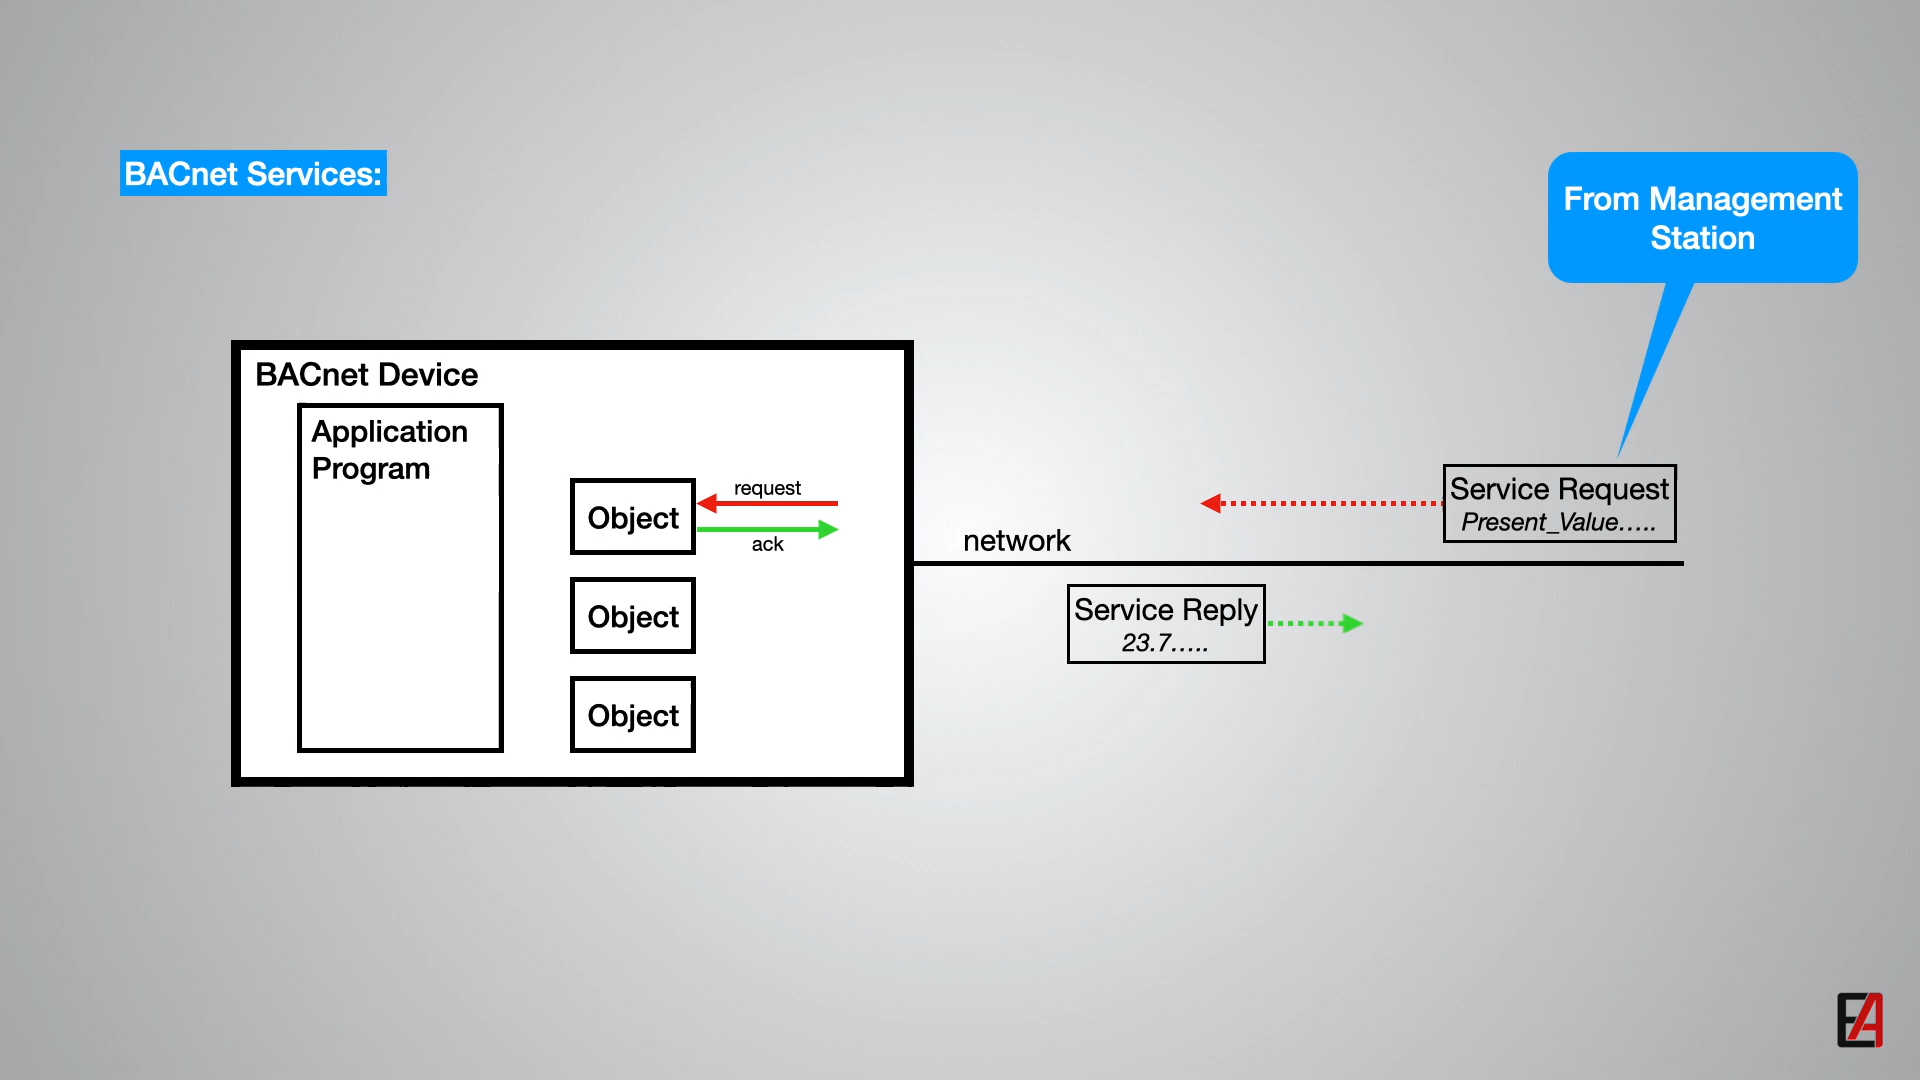 BACnet Services:
From Management
Station
BACnet Device
Application
Program
Object
request
ack
Object
Object
network
Service Request
Present_Value.....
Service Reply
23.7.....
EA